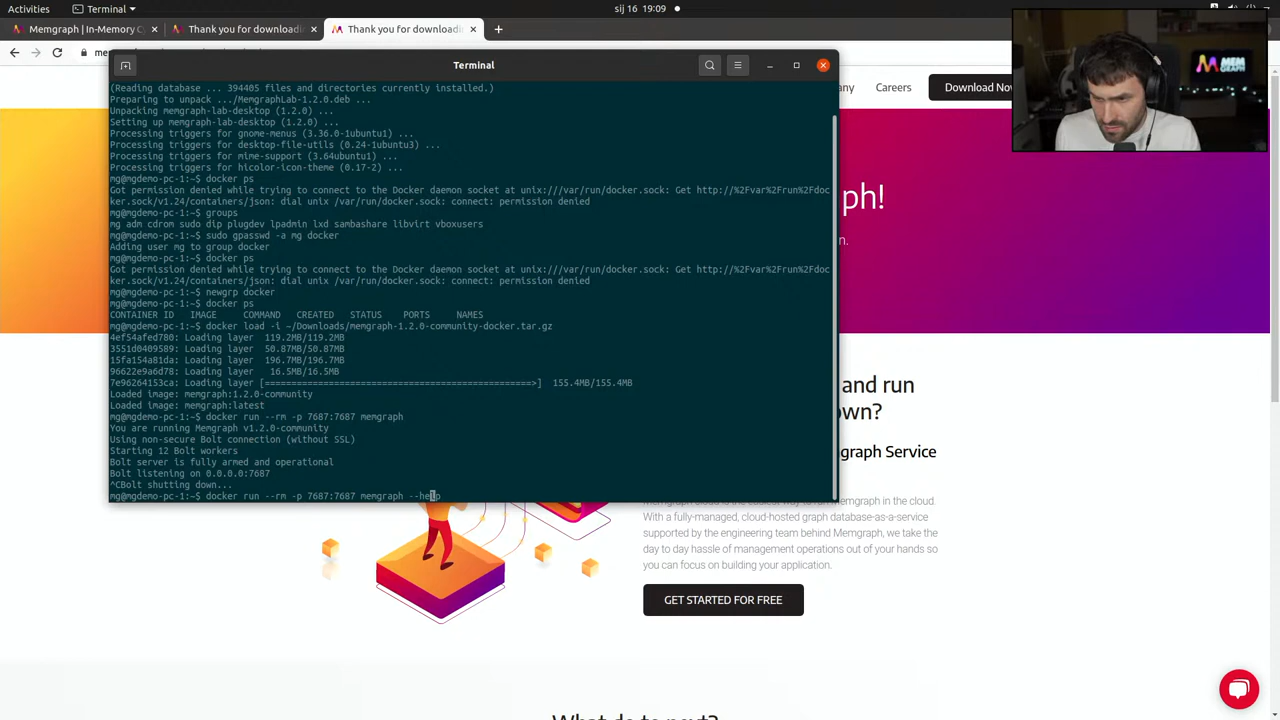 Activities
Terminal
sij 16 19:09
Memgraph | In-Memory Cy
Thank you for downloadi
Thank you for downloadin
Terminal
any
Careers
Download Now
(Reading database ... 394405 files and directories currently installed.)
Preparing to unpack .../MemgraphLab-1.2.0.deb ...
Unpacking memgraph-lab-desktop (1.2.0) ...
Setting up memgraph-lab-desktop (1.2.0) ...
Processing triggers for gnome-menus (3.36.0-1ubuntu1) ...
Processing triggers for desktop-file-utils (0.24-1ubuntu3) ...
Processing triggers for mime-support (3.64ubuntu1) ...
Processing triggers for hicolor-icon-theme (0.17-2) ...
mg@mgdemo-pc-1:~$ docker ps
Got permission denied while trying to connect to the Docker daemon socket at unix:///var/run/docker.sock: Get http://%2Fvar%2Frun%2Fdoc
ker.sock/v1.24/containers/json: dial unix /var/run/docker.sock: connect: permission denied
mg@mgdemo-pc-1:~$ groups
mg adm cdrom sudo dip plugdev lpadmin lxd sambashare libvirt vboxusers
mg@mgdemo-pc-1:~$ sudo gpasswd -a mg docker
Adding user mg to group docker
mg@mgdemo-pc-1:~$ docker ps
Got permission denied while trying to connect to the Docker daemon socket at unix:///var/run/docker.sock: Get http://%2Fvar%2Frun%2Fdoc
ker.sock/v1.24/containers/json: dial unix /var/run/docker.sock: connect: permission denied
mg@mgdemo-pc-1:~$ newgrp docker
mg@mgdemo-pc-1:~$ docker ps
CONTAINER ID IMAGE COMMAND CREATED STATUS PORTS NAMES
mg@mgdemo-pc-1:~$ docker load -i ~/Downloads/memgraph-1.2.0-community-docker.tar.gz
4ef54afed780: Loading layer 119.2MB/119.2MB
3551d0409589: Loading layer 50.87MB/50.87MB
15fa154a81da: Loading layer 196.7MB/196.7MB
96622e9a6d78: Loading layer 16.5MB/16.5MB
7e96264153ca: Loading layer [==================================================>] 155.4MB/155.4MB
Loaded image: memgraph:1.2.0-community
Loaded image: memgraph:latest
mg@mgdemo-pc-1:~$ docker run --rm -p 7687:7687 memgraph
You are running Memgraph v1.2.0-community
Using non-secure Bolt connection (without SSL)
Starting 12 Bolt workers
Bolt server is fully armed and operational
Bolt listening on 0.0.0.0:7687
^CBolt shutting down...
mg@mgdemo-pc-1:~$ docker run --rm -p 7687:7687 memgraph --help
ph!
n.
and run
own?
graph Service
Memgraph Cloud is the easiest way to run Memgraph in the cloud.
With a fully-managed, cloud-hosted graph database-as-a-service
supported by the engineering team behind Memgraph, we take the
day to day hassle of management operations out of your hands so
you can focus on building your application.
GET STARTED FOR FREE
What do to next?
MEM
GRAPH